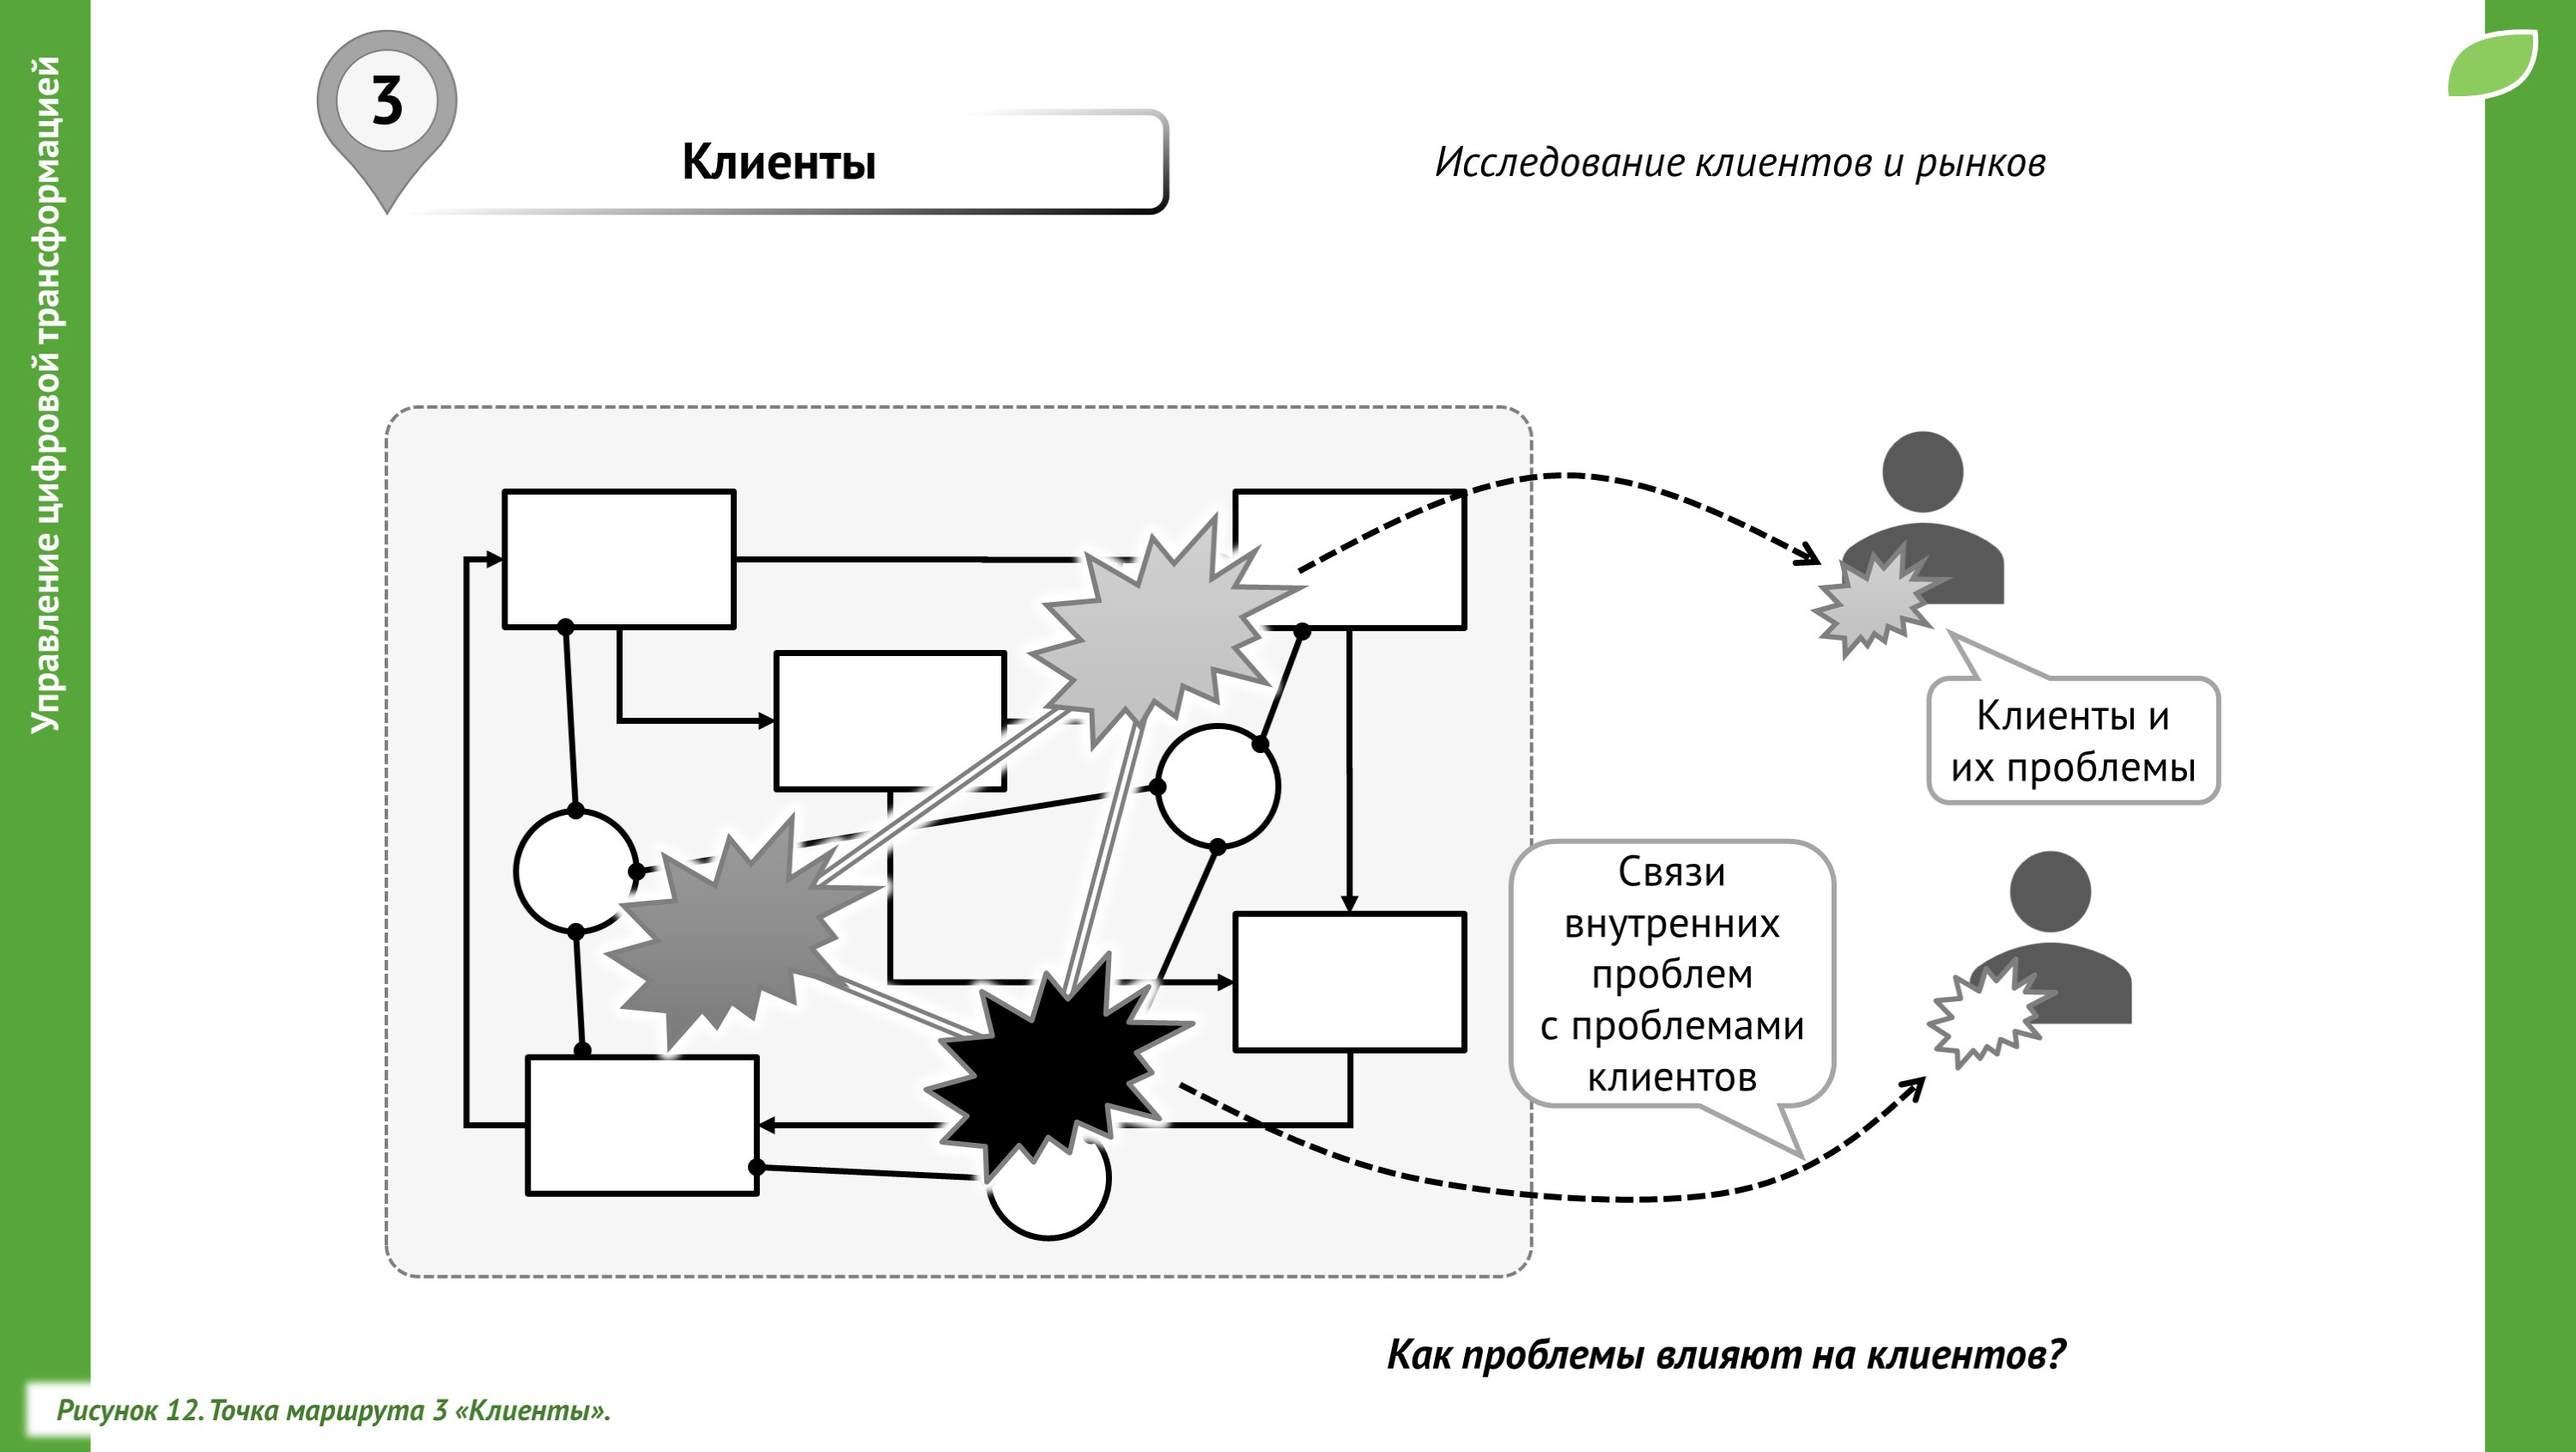 Управление цифровой трансформацией
3
Клиенты
Исследование клиентов и рынков
Клиенты и
их проблемы
Связи
внутренних
проблем
с проблемами
клиентов
Как проблемы влияют на клиентов?
Рисунок 12. Точка маршрута 3 «Клиенты».